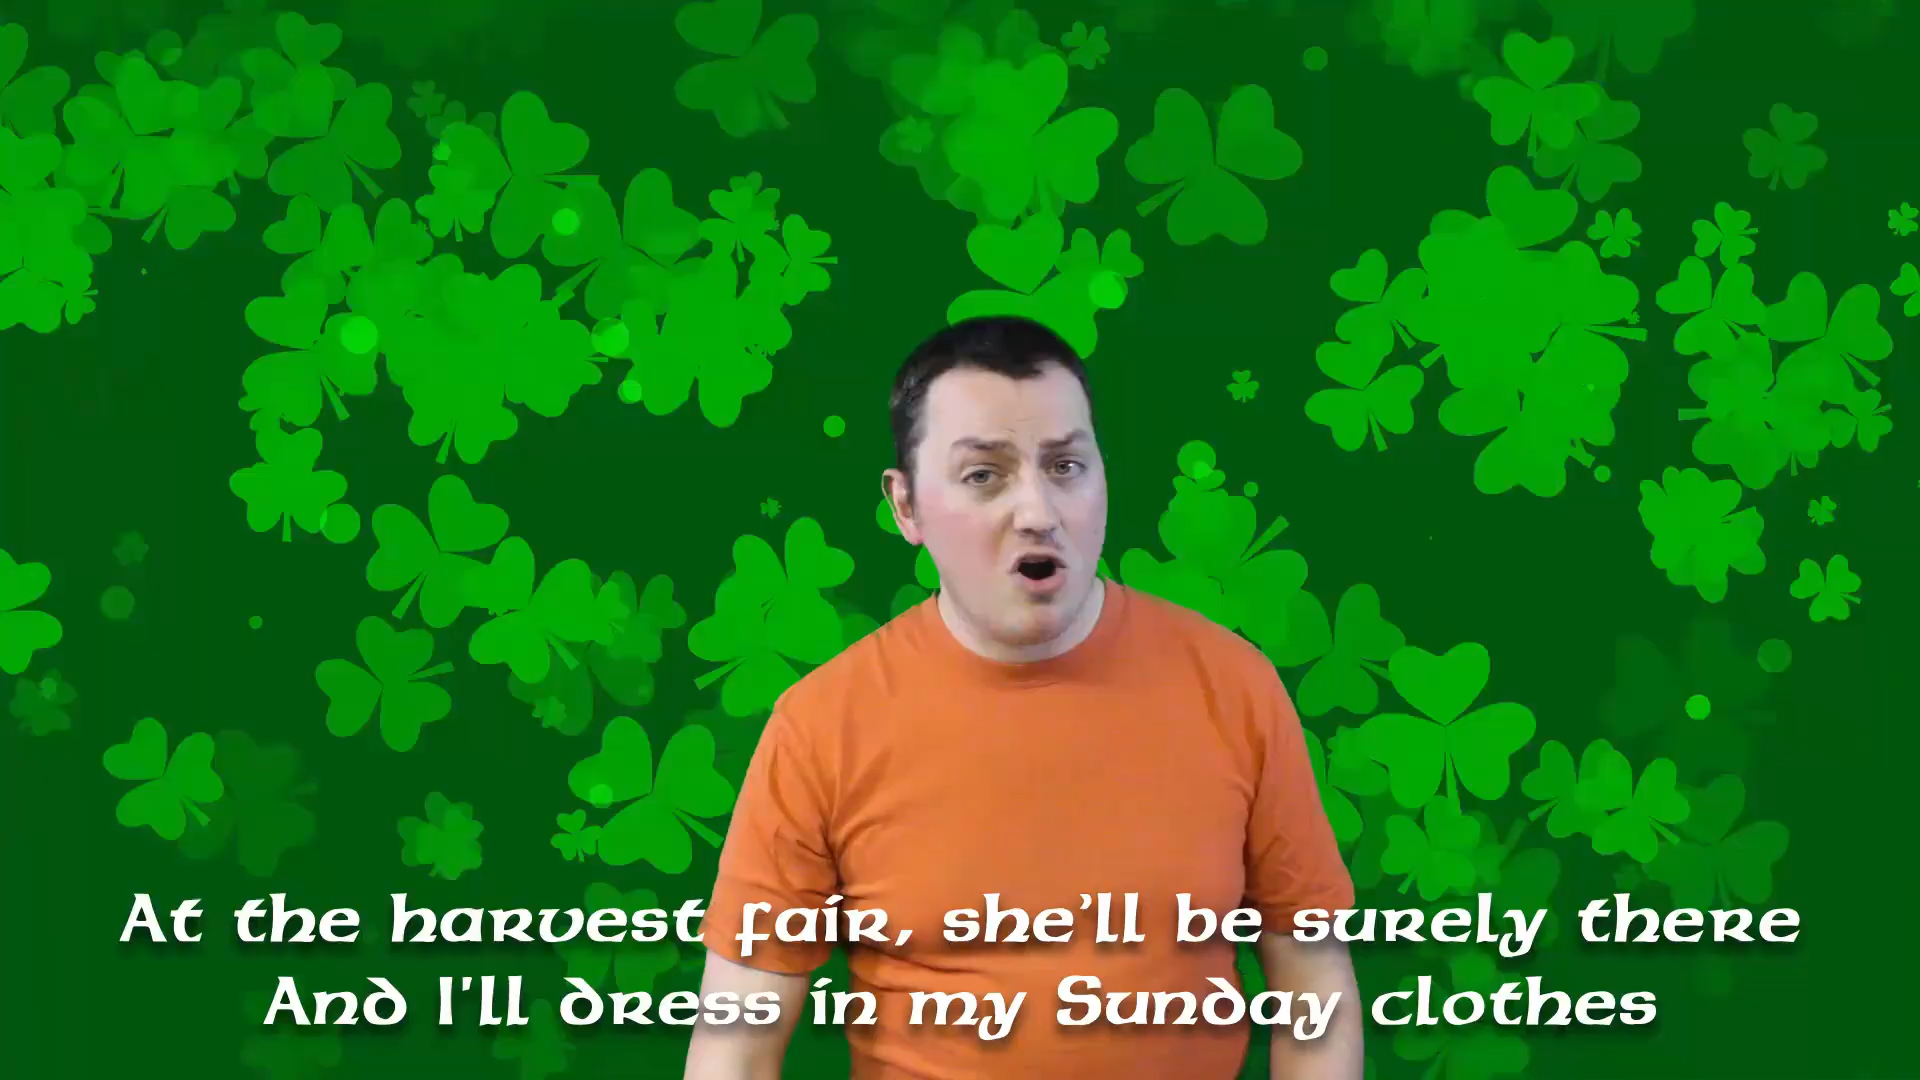 At the harvest fair, she’ll be surely there
And I'll dress in my Sunday clothes